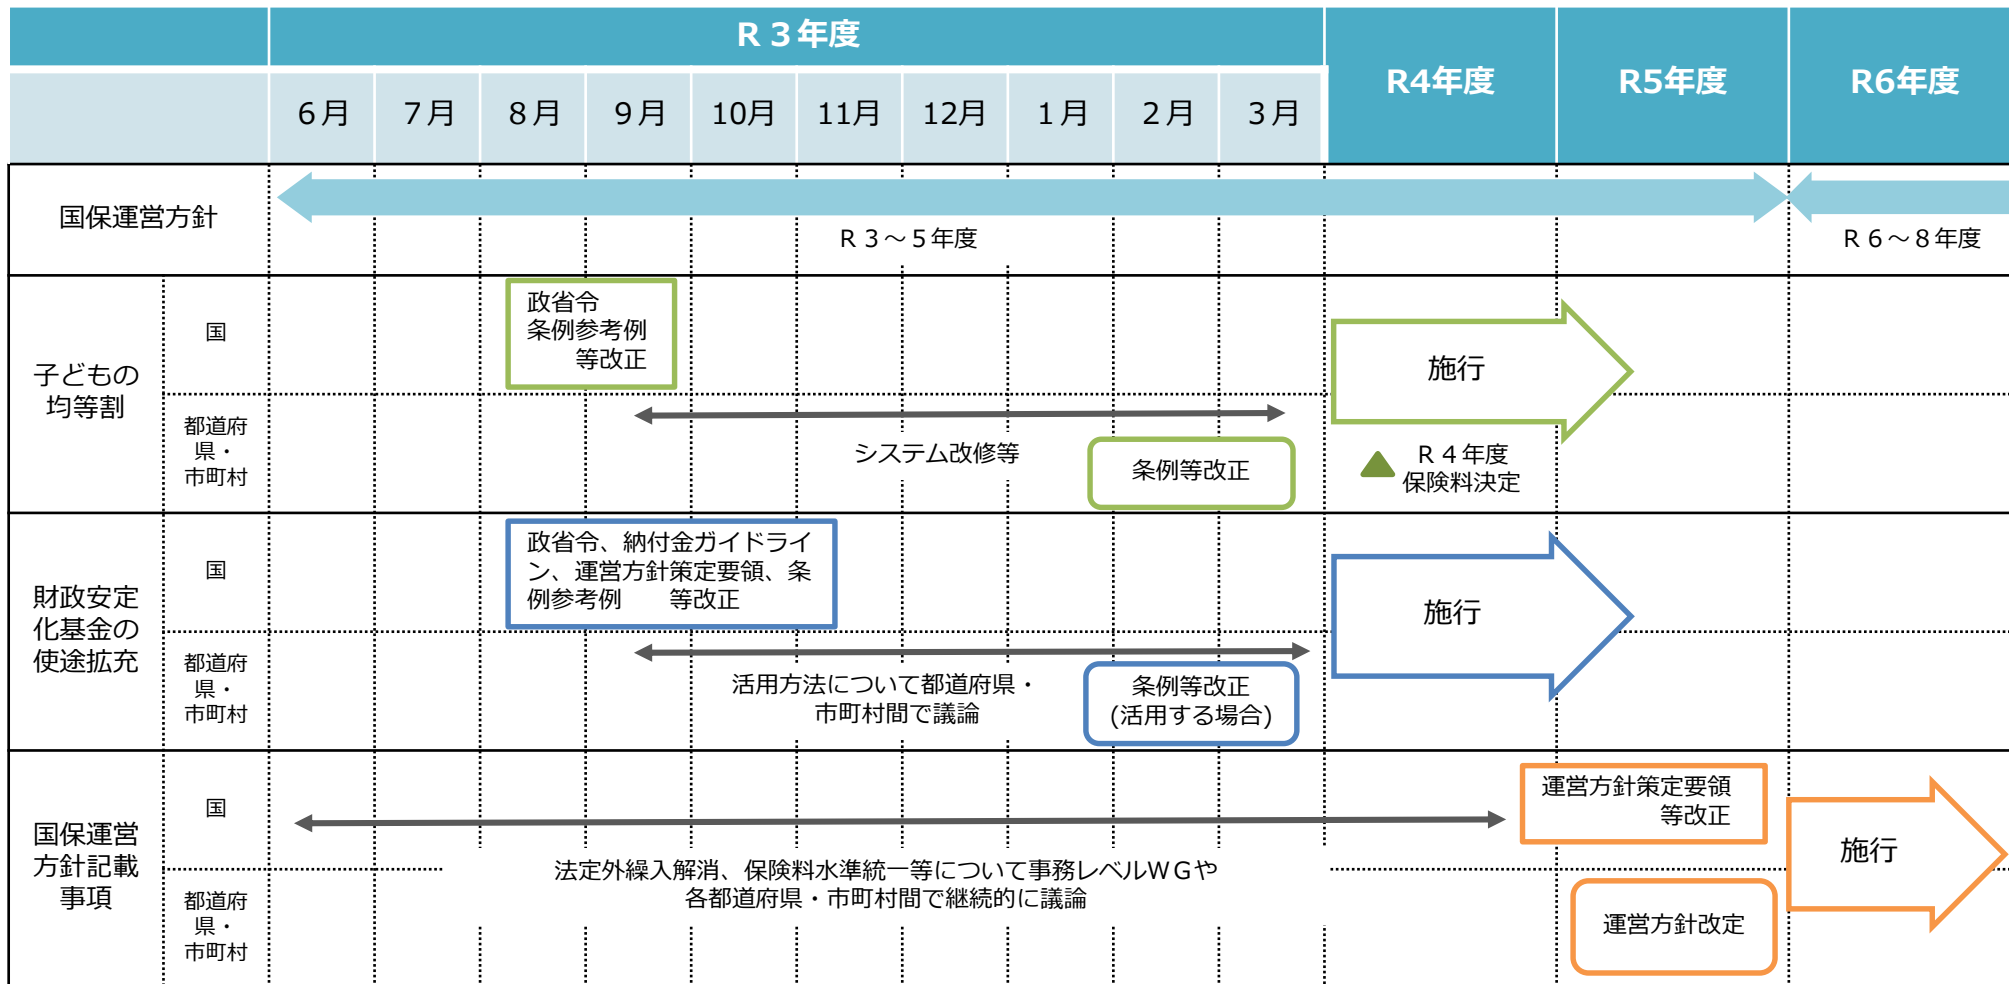 R３年度
R4年度
R5年度
R6年度
６月
７月
８月
９月
10月
11月
12月
１月
２月
３月
国保運営方針
R３～５年度
R６～８年度
子どもの
均等割
国
政省令
条例参考例
等改正
施行
都道府
県・
市町村
システム改修等
条例等改正
R４年度
保険料決定
財政安定
化基金の
使途拡充
国
政省令、納付金ガイドライ
ン、運営方針策定要領、条
例参考例　　等改正
施行
都道府
県・
市町村
活用方法について都道府県・
市町村間で議論
条例等改正
(活用する場合)
国保運営
方針記載
事項
国
運営方針策定要領
等改正
施行
法定外繰入解消、保険料水準統一等について事務レベルＷＧや
各都道府県・市町村間で継続的に議論
都道府
県・
市町村
運営方針改定